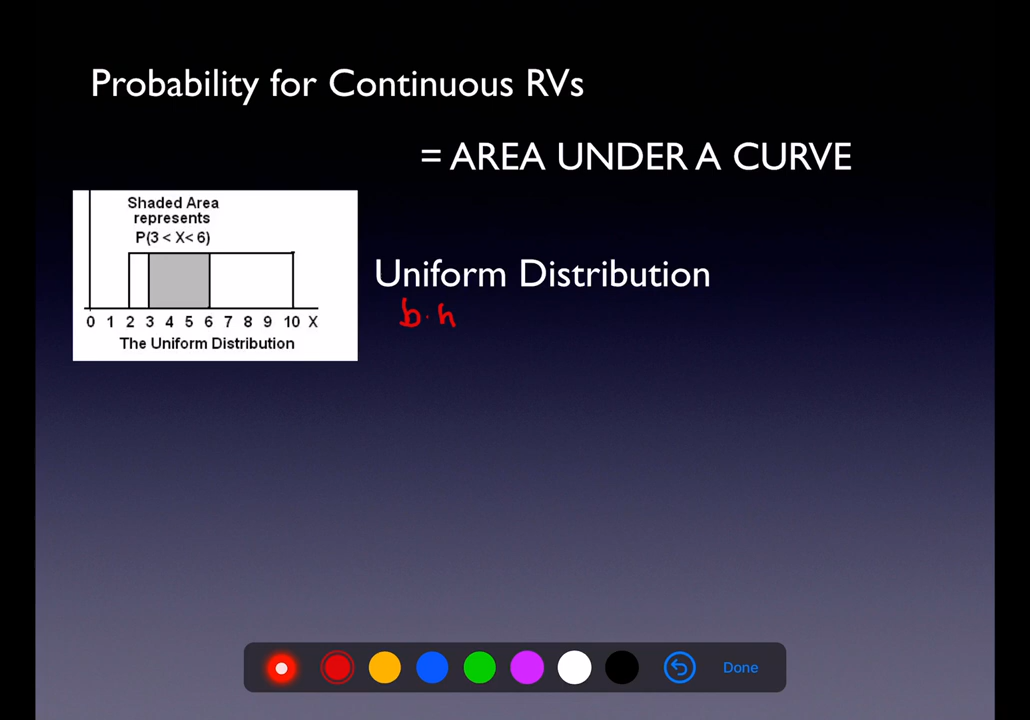 Probability for Continuous RVs
= AREA UNDER A CURVE
Shaded Area
represents
P(3 < X< 6)
0 1 2 3 4 5 6 7 8 9 10 X
The Uniform Distribution
Uniform Distribution
b·h
Done